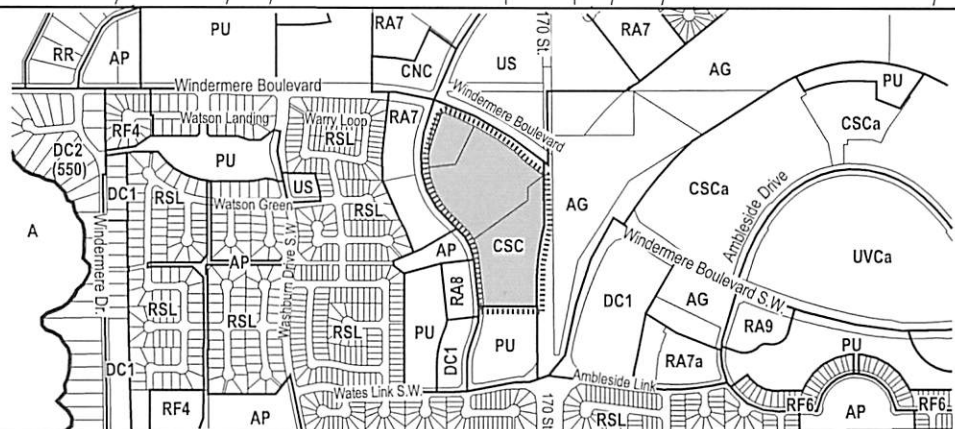 RA7
RA7
PU
US
AG
RR
AP
CNC
PU
Windermere Boulevard
Windermere Boulevard
170 St.
CSCa
Watson Landing
Warry Loop
RA7
RF4
RSL
DC2
(550)
PU
CSCa
Ambleside Drive
DC1
RSL
US
Watson Green
RSL
AG
A
Windermere Dr.
AP
CSC
Windermere Boulevard S.W.
UVCa
AP
Washburn Drive S.W.
RA8
DC1
AG
RSL
RSL
RSL
RA9
PU
PU
PU
DC1
DC1
RA7a
Wates Link S.W.
Ambleside Link
RF4
AP
170 St
RSL
RSL
RF6
AP
RF6